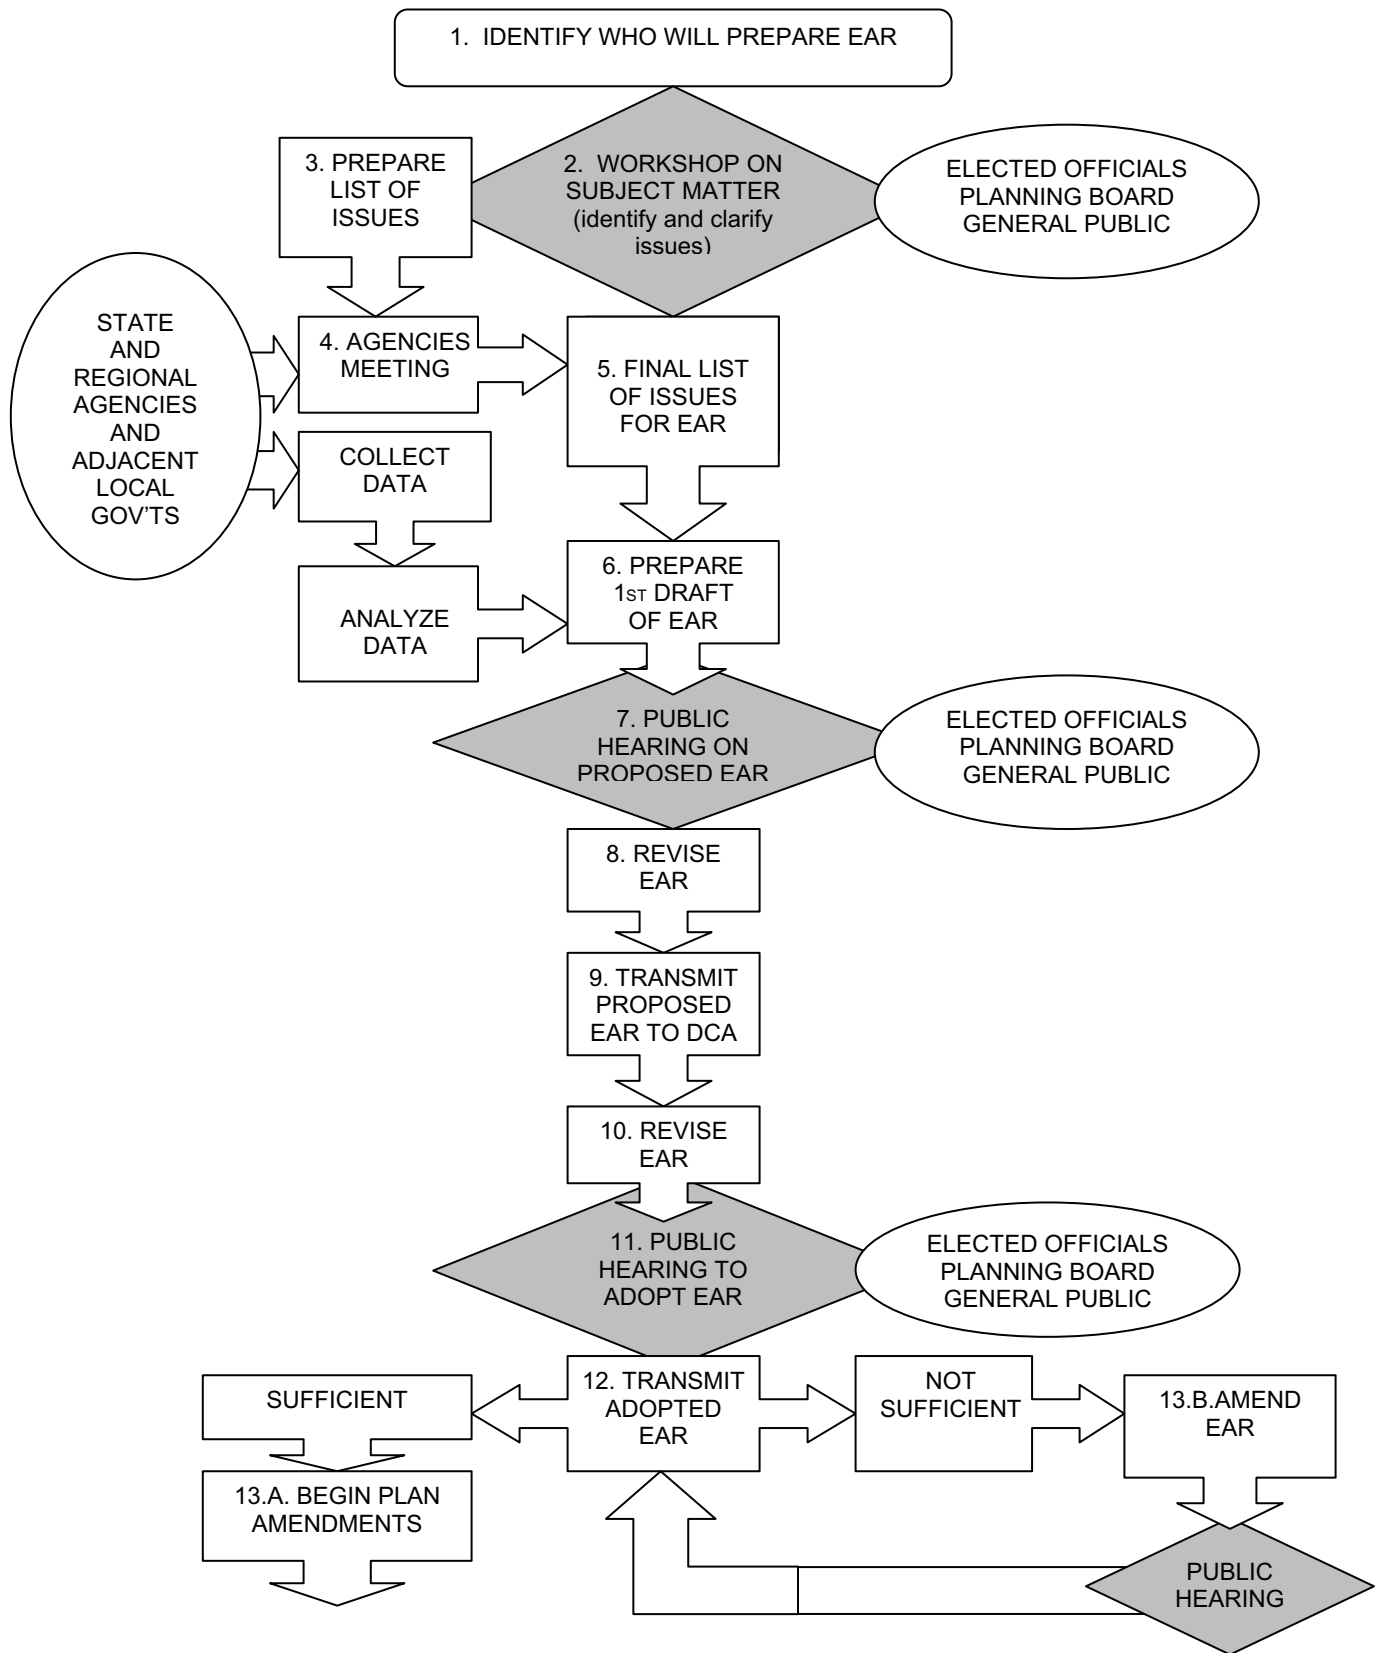 1. IDENTIFY WHO WILL PREPARE EAR
2. WORKSHOP ON
SUBJECT MATTER
(identify and clarify
issues)
ELECTED OFFICIALS
PLANNING BOARD
GENERAL PUBLIC
3. PREPARE
LIST OF
ISSUES
STATE
AND
REGIONAL
AGENCIES
AND
ADJACENT
LOCAL
GOV'TS
4. AGENCIES
MEETING
5. FINAL LIST
OF ISSUES
FOR EAR
COLLECT
DATA
ANALYZE
DATA
6. PREPARE
1ST DRAFT
OF EAR
7. PUBLIC
HEARING ON
PROPOSED EAR
ELECTED OFFICIALS
PLANNING BOARD
GENERAL PUBLIC
8. REVISE
EAR
9. TRANSMIT
PROPOSED
EAR TO DCA
10. REVISE
EAR
11. PUBLIC
HEARING TO
ADOPT EAR
ELECTED OFFICIALS
PLANNING BOARD
GENERAL PUBLIC
SUFFICIENT
12. TRANSMIT
ADOPTED
EAR
NOT
SUFFICIENT
13.B.AMEND
EAR
13.A. BEGIN PLAN
AMENDMENTS
PUBLIC
HEARING